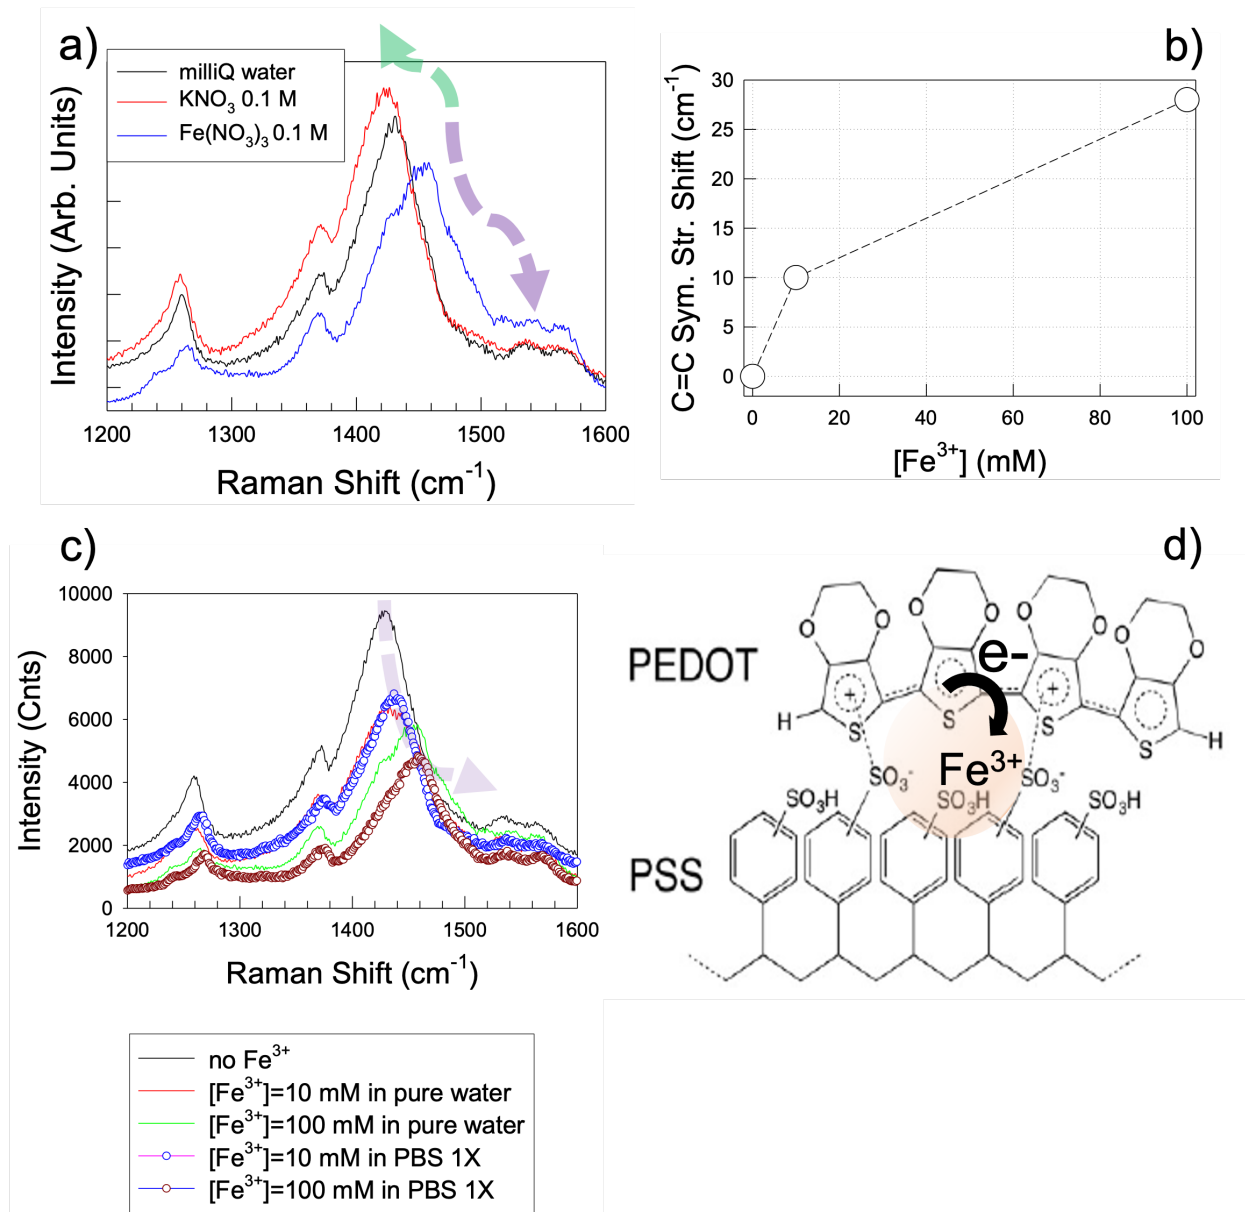 a)
milliQ water
KNO3 0.1 M
Fe(NO3)3 0.1 M
Intensity (Arb. Units)
1200 1300 1400 1500 1600
Raman Shift (cm-1)
b)
C=C Sym. Str. Shift (cm-1)
30
25
20
15
10
5
0
0 20 40 60 80 100
[Fe3+] (mM)
c)
Intensity (Cnts)
10000
8000
6000
4000
2000
0
1200 1300 1400 1500 1600
Raman Shift (cm-1)
no Fe3+
[Fe3+]=10 mM in pure water
[Fe3+]=100 mM in pure water
[Fe3+]=10 mM in PBS 1X
[Fe3+]=100 mM in PBS 1X
d)
O O O O O O O O
PEDOT
e-
+ +
H S S S S H
Fe3+
SO3- SO3-
SO3H SO3H SO3H
PSS